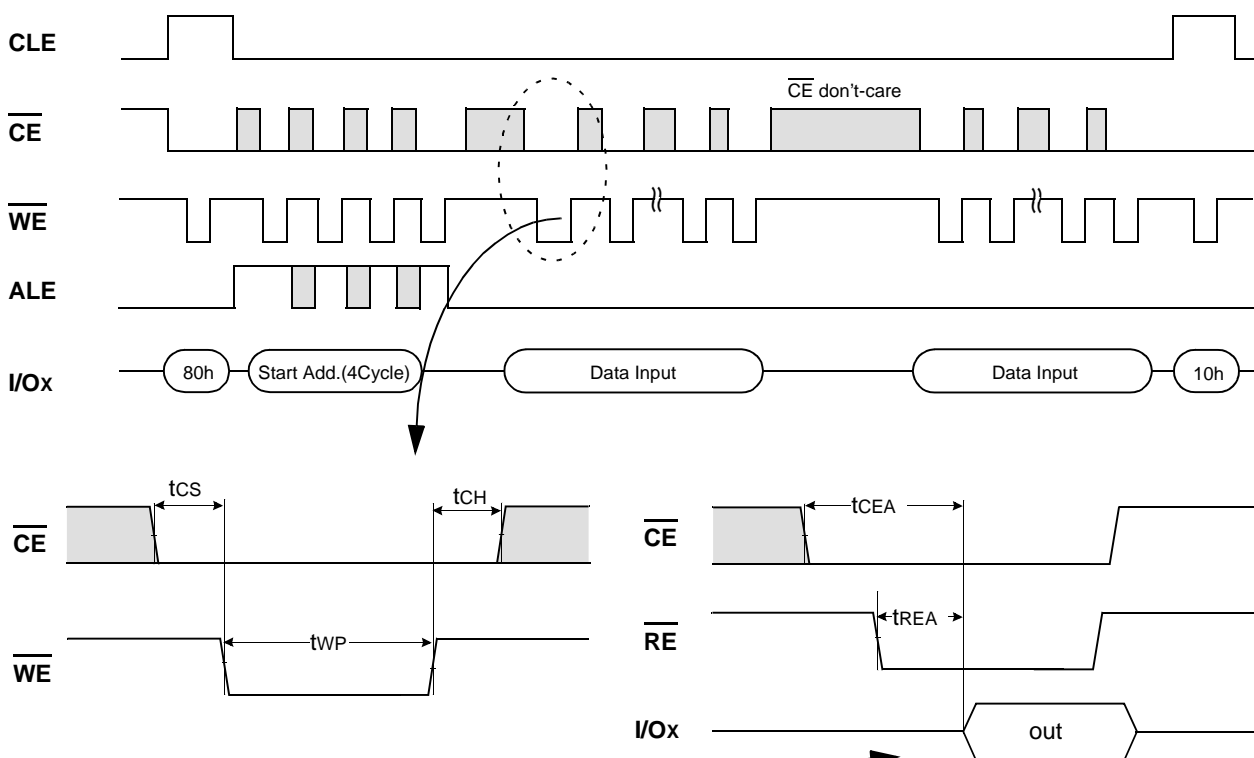 CLE
CE don't-care
CE
WE
ALE
I/Ox 80h Start Add.(4Cycle) Data Input Data Input 10h
tCS tCH
CE
tWP
WE
tCEA
CE
tREA
RE
I/Ox out